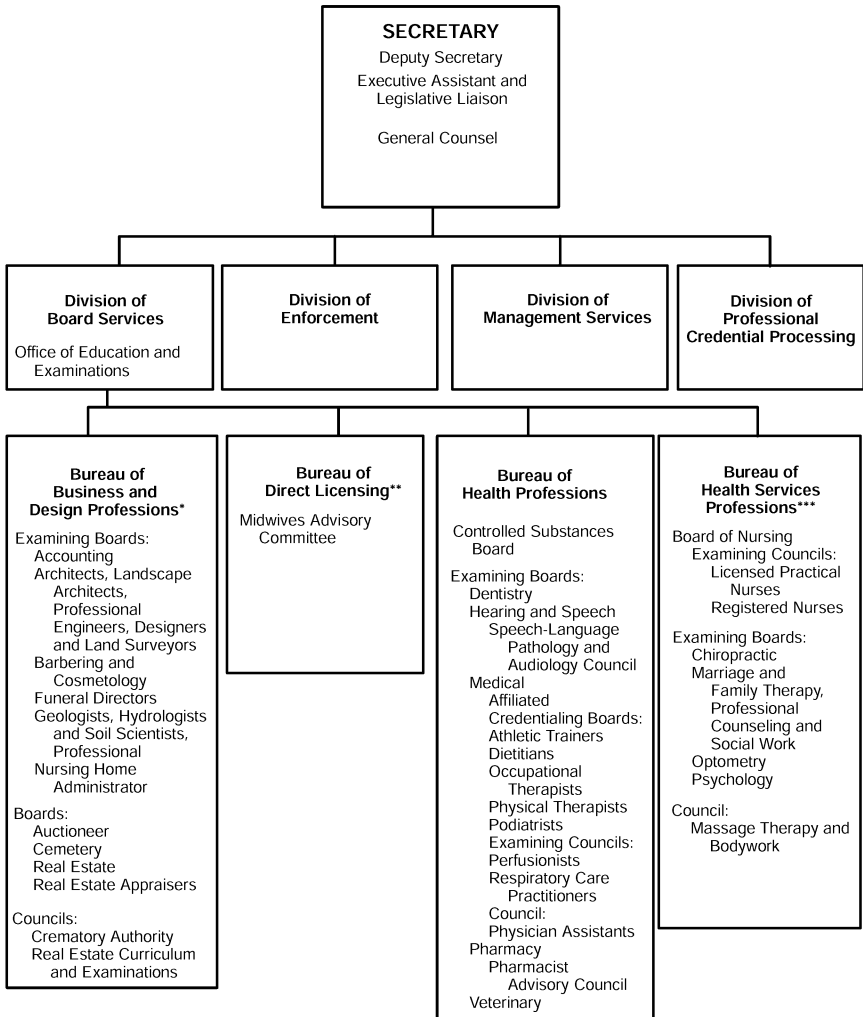 SECRETARY
Deputy Secretary
Executive Assistant and
Legislative Liaison
General Counsel
Division of
Board Services
Office of Education and
Examinations
Division of
Enforcement
Division of
Management Services
Division of
Professional
Credential Processing
Bureau of
Business and
Design Professions*
Examining Boards:
Accounting
Architects, Landscape
Architects,
Professional
Engineers, Designers
and Land Surveyors
Barbering and
Cosmetology
Funeral Directors
Geologists, Hydrologists
and Soil Scientists,
Professional
Nursing Home
Administrator
Boards:
Auctioneer
Cemetery
Real Estate
Real Estate Appraisers
Councils:
Crematory Authority
Real Estate Curriculum
and Examinations
Bureau of
Direct Licensing**
Midwives Advisory
Committee
Bureau of
Health Professions
Controlled Substances
Board
Examining Boards:
Dentistry
Hearing and Speech
Speech-Language
Pathology and
Audiology Council
Medical
Affiliated
Credentialing Boards:
Athletic Trainers
Dietitians
Occupational
Therapists
Physical Therapists
Podiatrists
Examining Councils:
Perfusionists
Respiratory Care
Practitioners
Council:
Physician Assistants
Pharmacy
Pharmacist
Advisory Council
Veterinary
Bureau of
Health Services
Professions***
Board of Nursing
Examining Councils:
Licensed Practical
Nurses
Registered Nurses
Examining Boards:
Chiropractic
Marriage and
Family Therapy,
Professional
Counseling and
Social Work
Optometry
Psychology
Council:
Massage Therapy and
Bodywork